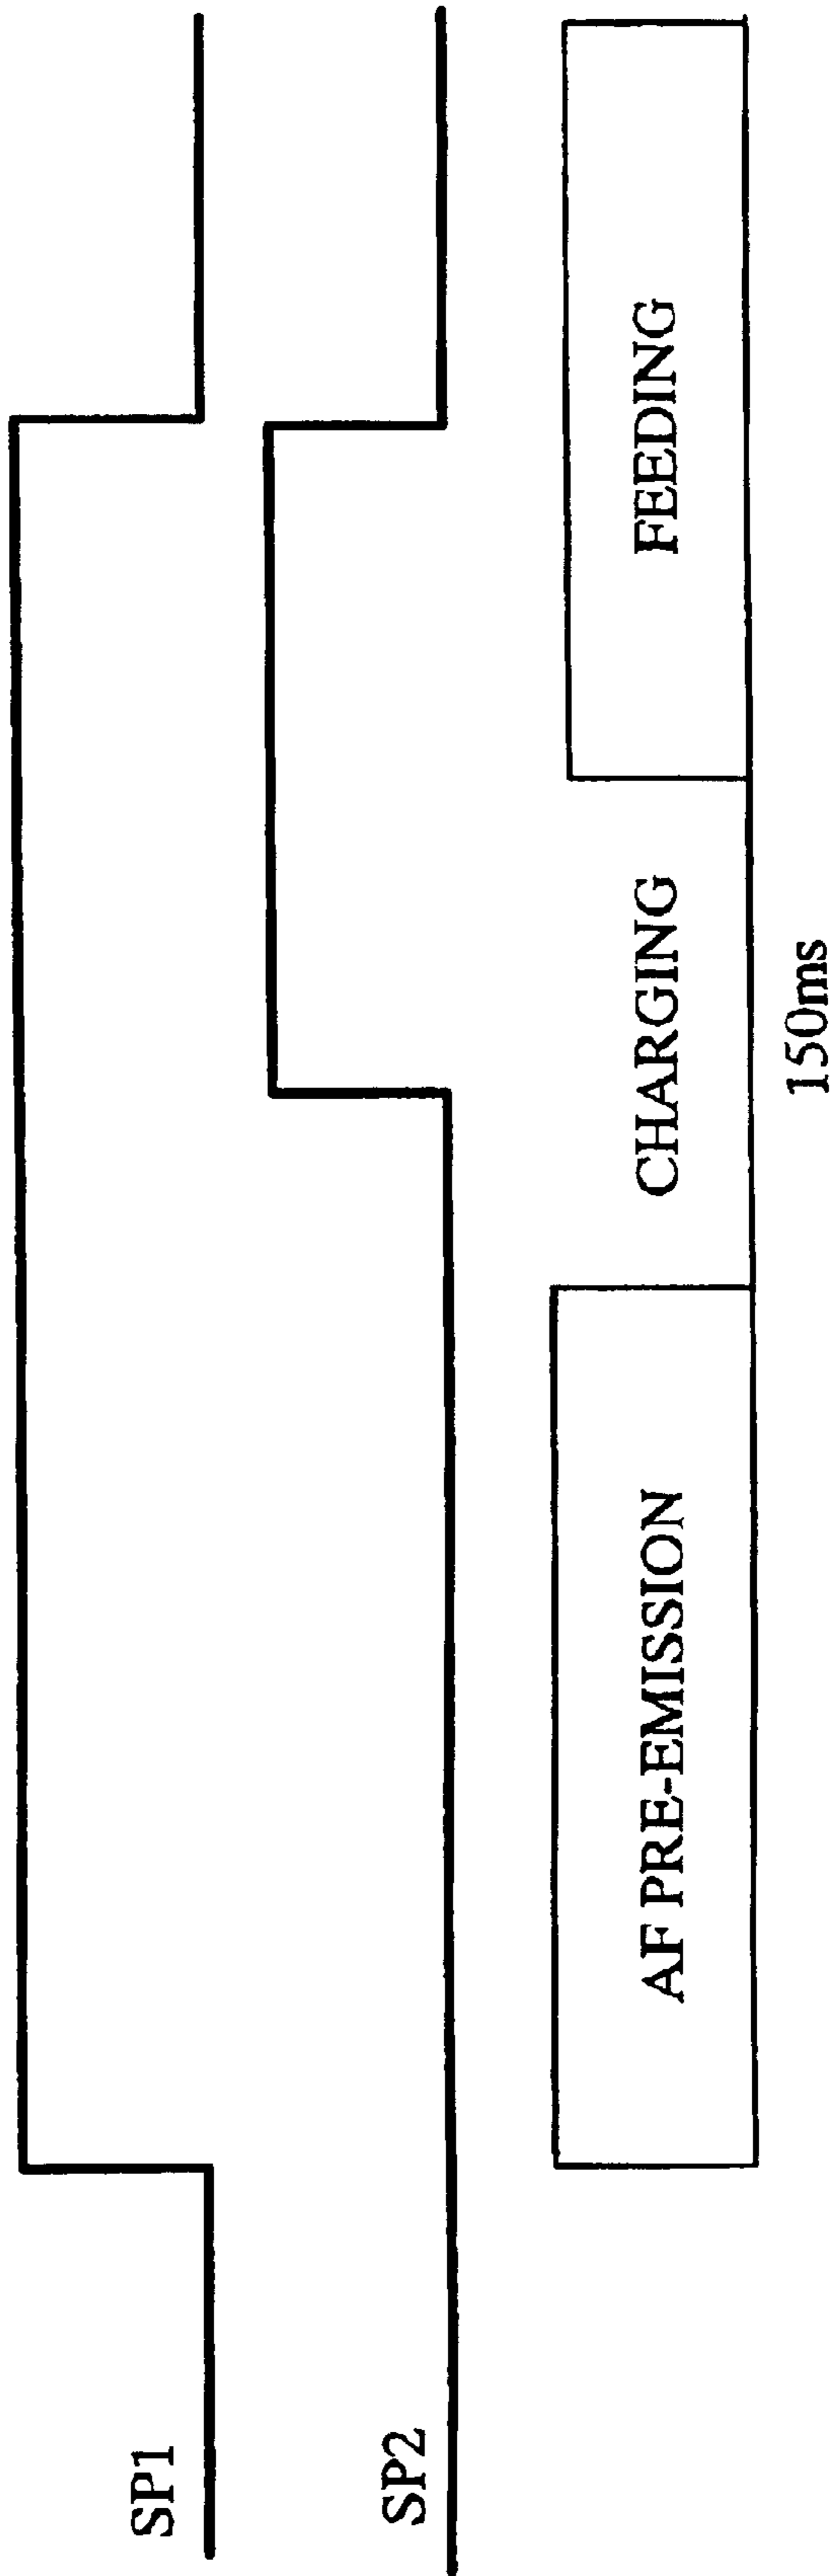 SP1
SP2
AF PRE-EMISSION
CHARGING
FEEDING
150ms